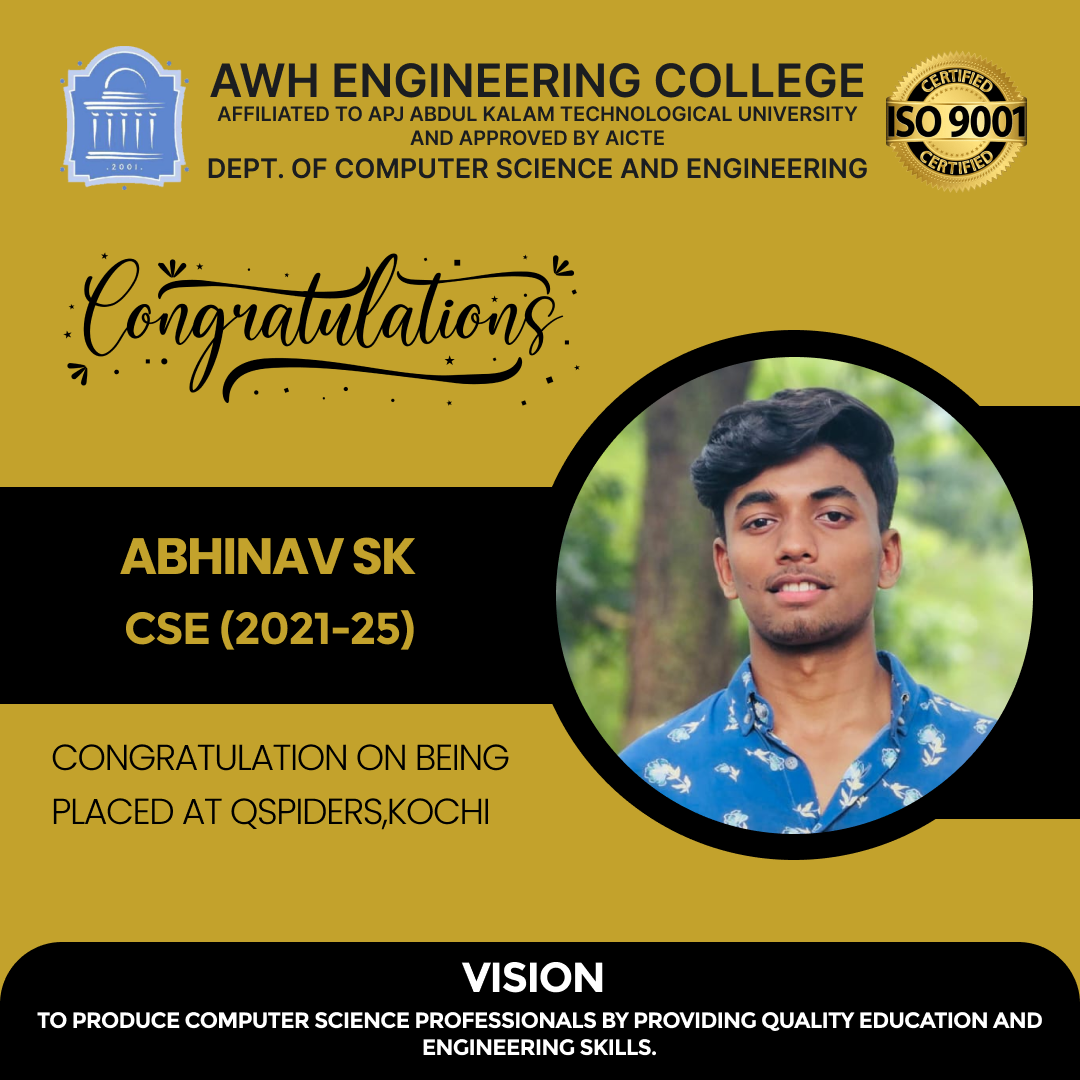 AWH ENGINEERING COLLEGE
AFFILIATED TO APJ ABDUL KALAM TECHNOLOGICAL UNIVERSITY
AND APPROVED BY AICTE
DEPT. OF COMPUTER SCIENCE AND ENGINEERING
.2001.
CERTIFIED
ISO 9001
CERTIFIED
Congratulations
ABHINAV SK
CSE (2021-25)
CONGRATULATION ON BEING
PLACED AT QSPIDERS,KOCHI
VISION
TO PRODUCE COMPUTER SCIENCE PROFESSIONALS BY PROVIDING QUALITY EDUCATION AND
ENGINEERING SKILLS.